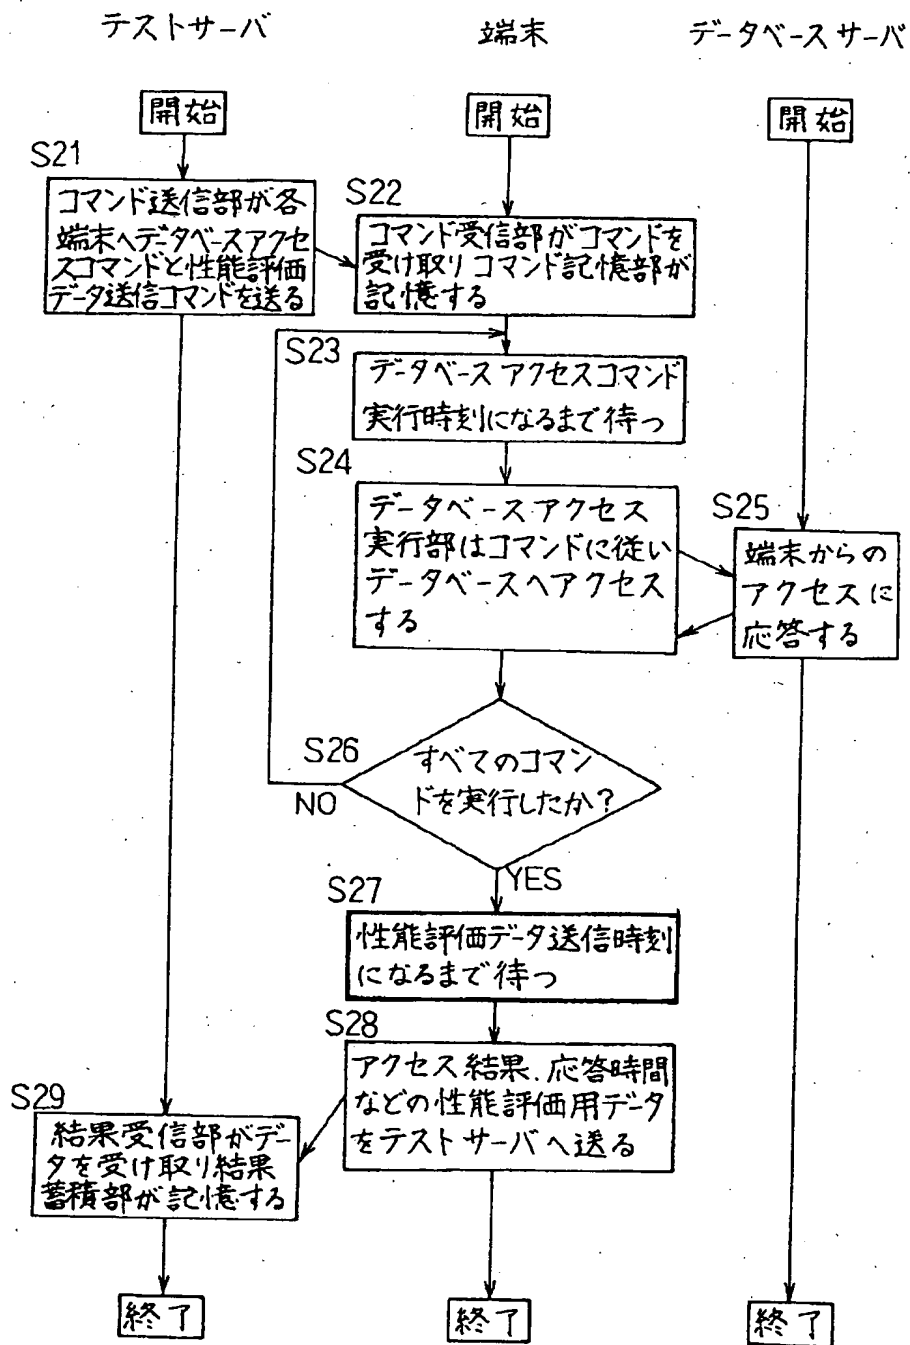 テストサーバ
端末
データベースサーバ
開始
開始
開始
S21
コマンド送信部が各
端末へデータベースアクセ
スコマンドと性能評価
データ送信コマンドを送る
S22
コマンド受信部がコマンドを
受け取りコマンド記憶部が
記憶する
S23
データベースアクセスコマンド
実行時刻になるまで待つ
S24
データベースアクセス
実行部はコマンドに従い
データベースへアクセス
する
S25
端末からの
アクセスに
応答する
S26
すべてのコマン
ドを実行したか?
NO
YES
S27
性能評価データ送信時刻
になるまで待つ
S28
アクセス結果、応答時間
などの性能評価用データ
をテストサーバへ送る
S29
結果受信部がデー
タを受け取り結果
蓄積部が記憶する
終了
終了
終了